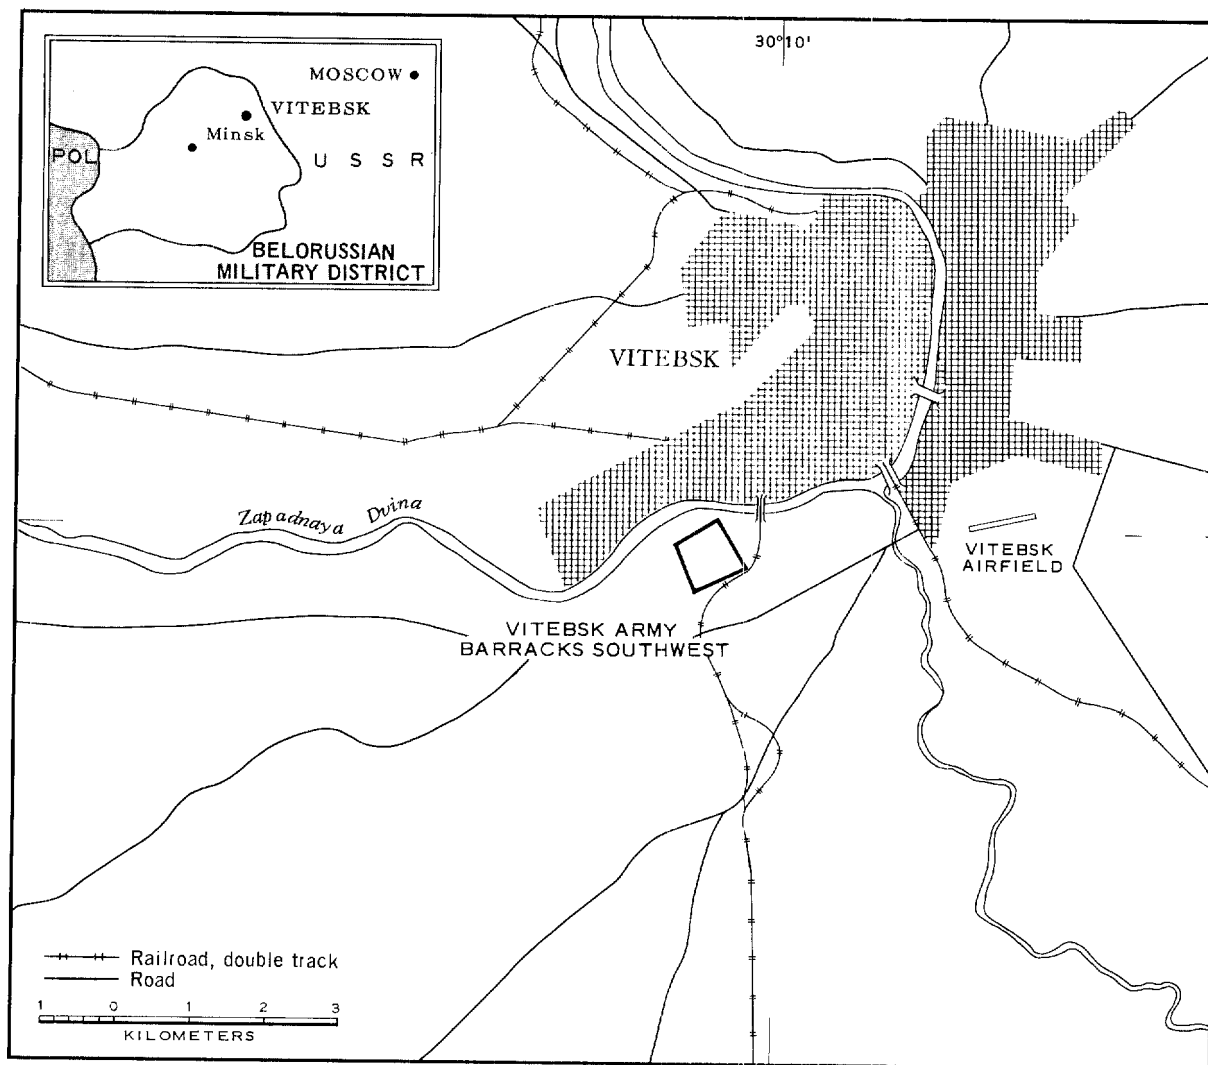 30°10'
MOSCOW
VITEBSK
Minsk
POL
U S S R
BELORUSSIAN
MILITARY DISTRICT
VITEBSK
Zapadnaya Dvina
VITEBSK
AIRFIELD
VITEBSK ARMY
BARRACKS SOUTHWEST
Railroad, double track
Road
1 0 1 2 3
KILOMETERS